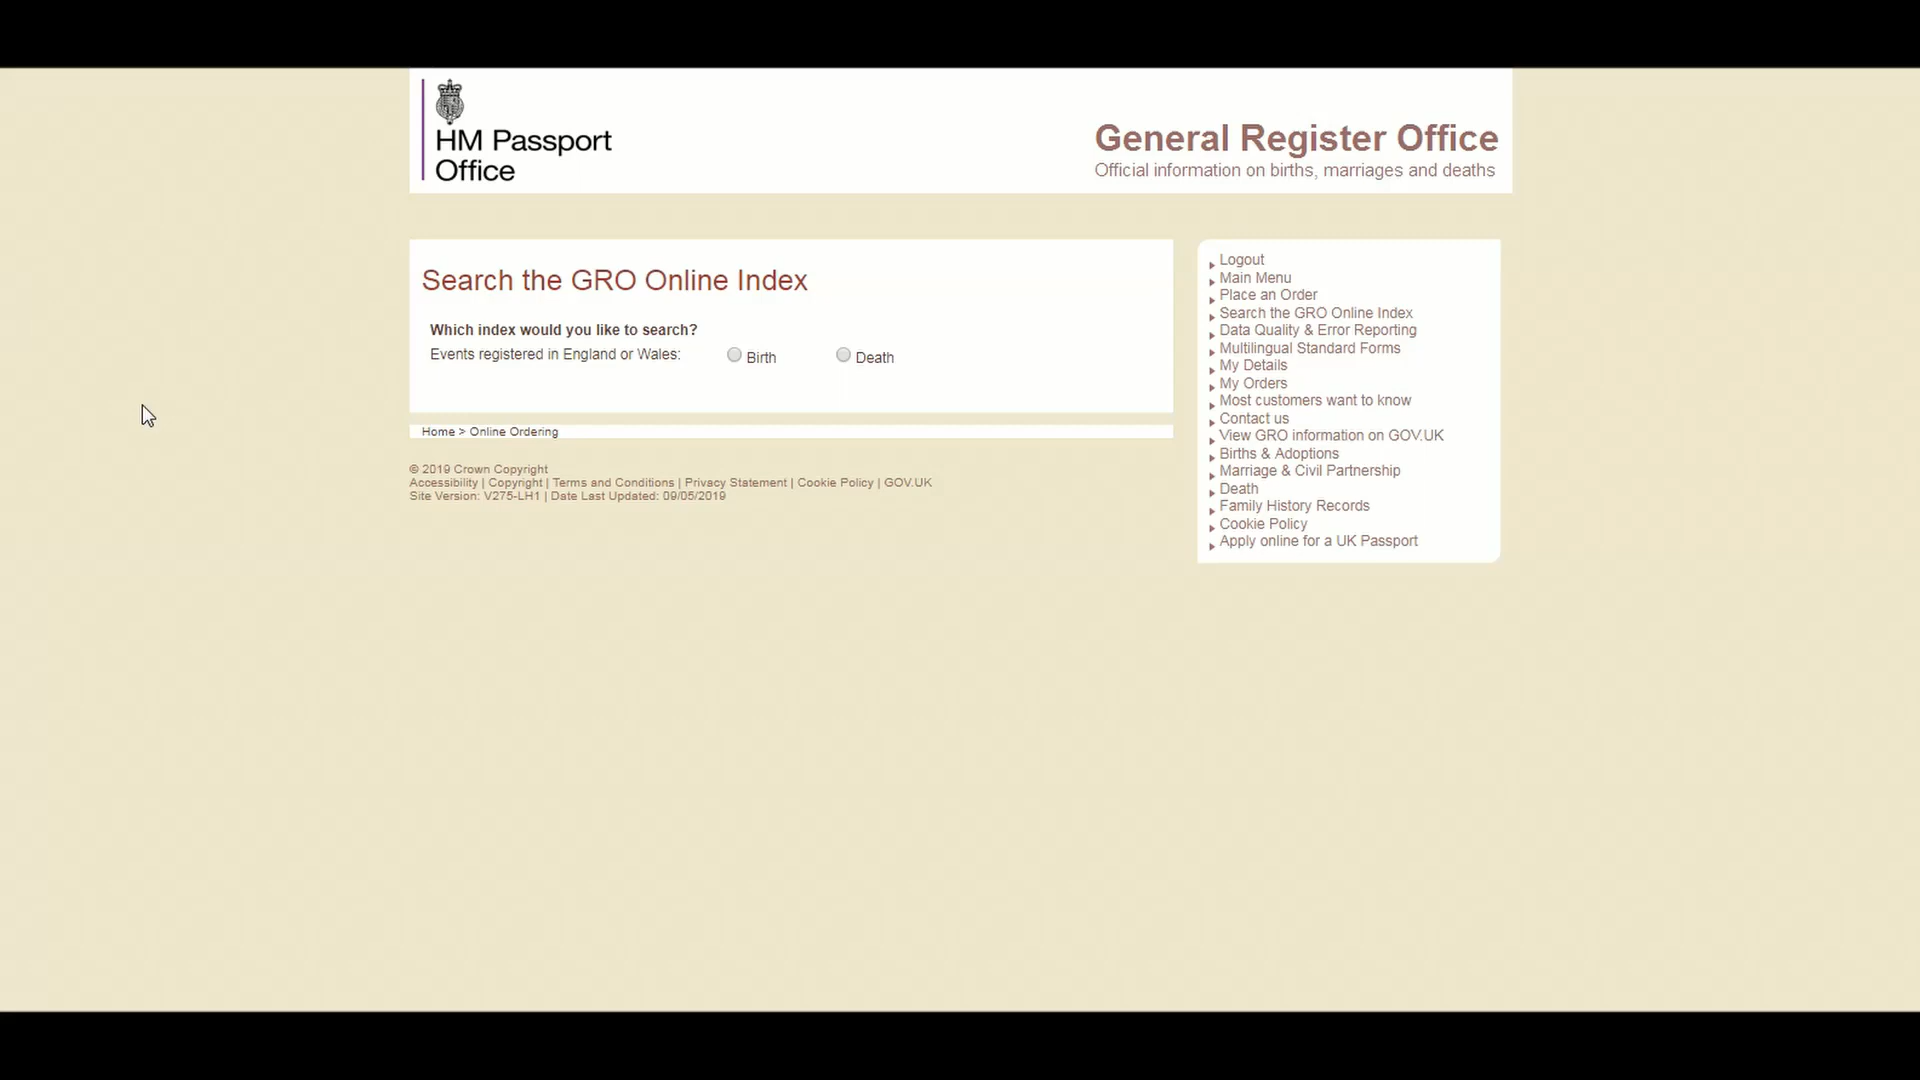 HM Passport
Office
General Register Office
Official information on births, marriages and deaths
Search the GRO Online Index
Which index would you like to search?
Events registered in England or Wales: Birth Death
Home > Online Ordering
© 2019 Crown Copyright
Accessibility | Copyright | Terms and Conditions | Privacy Statement | Cookie Policy | GOV.UK
Site Version: V275-LH1 | Date Last Updated: 09/05/2019
Logout
Main Menu
Place an Order
Search the GRO Online Index
Data Quality & Error Reporting
Multilingual Standard Forms
My Details
My Orders
Most customers want to know
Contact us
View GRO information on GOV.UK
Births & Adoptions
Marriage & Civil Partnership
Death
Family History Records
Cookie Policy
Apply online for a UK Passport